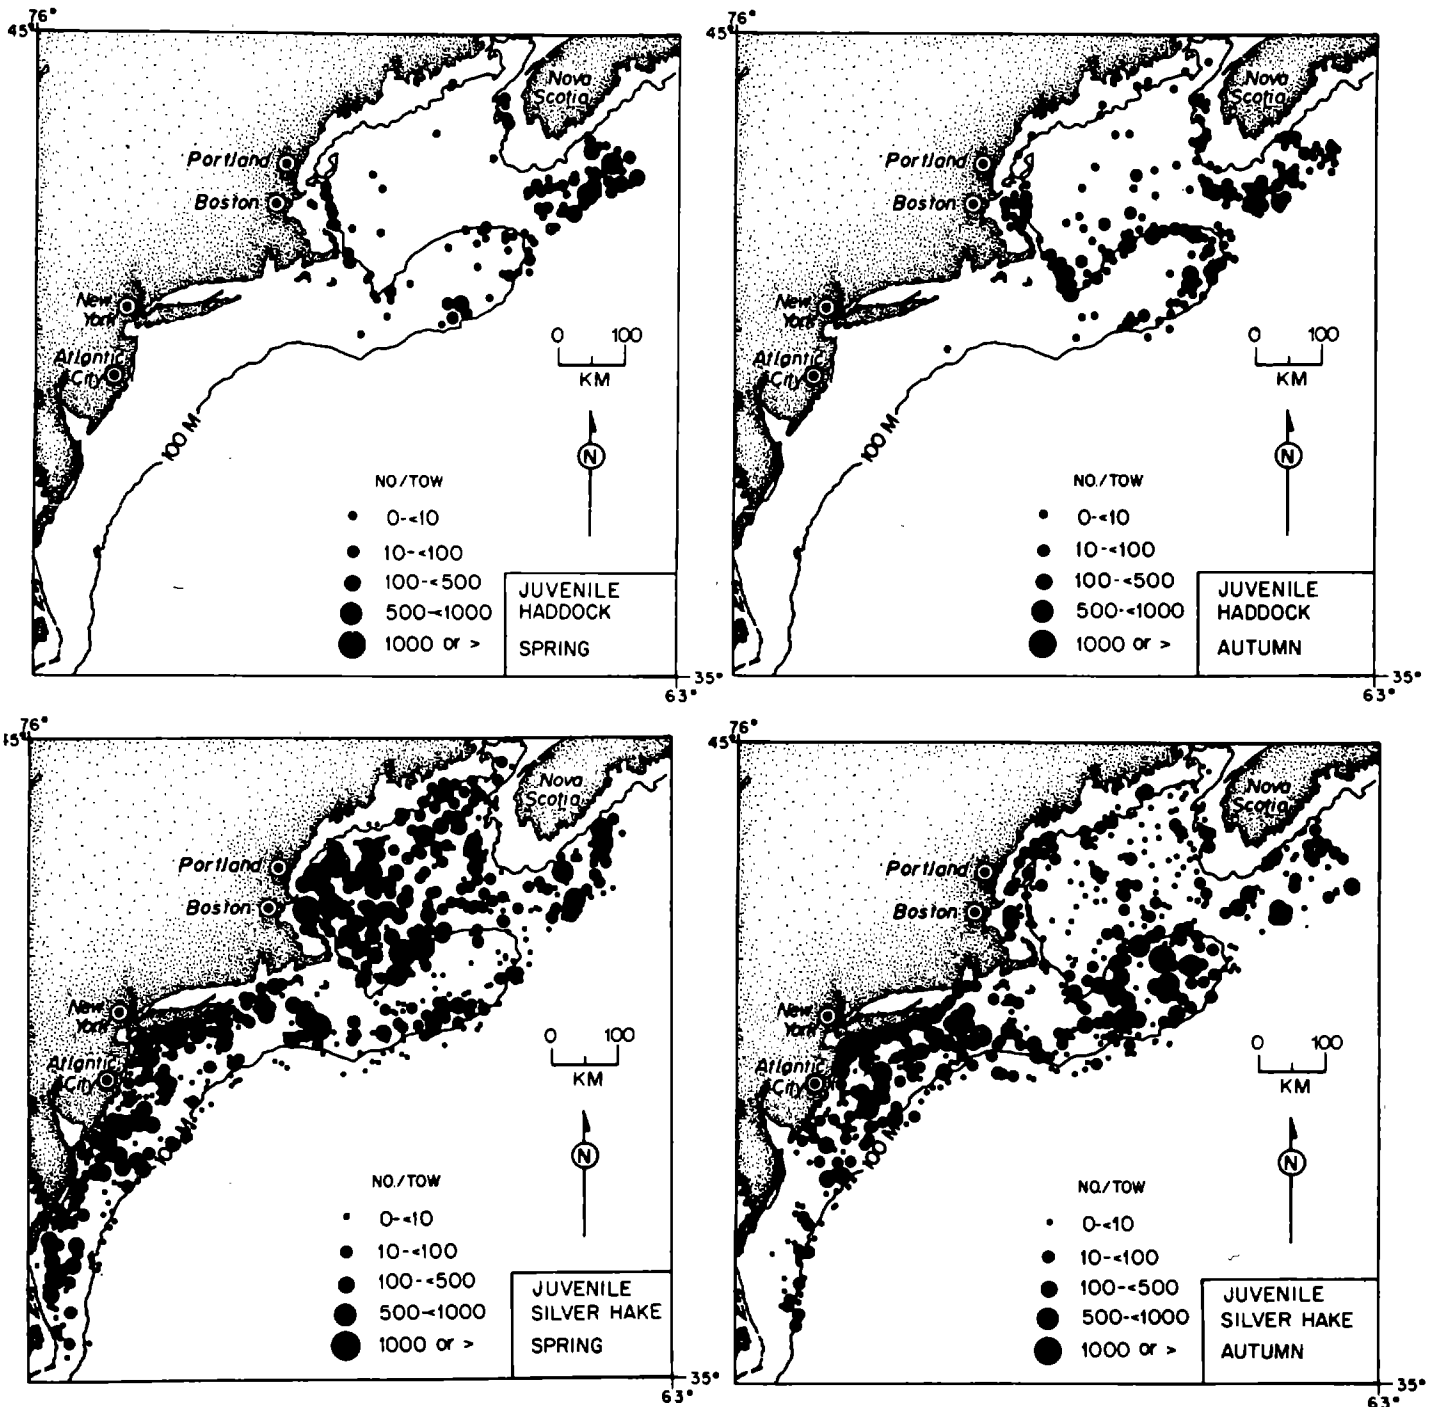 76°
45°
Nova
Scotia
Portland
Boston
New
York
Atlantic
City
0 100
KM
100 M
N
NO./TOW
0-<10
10-<100
100-<500
500-<1000
1000 or >
JUVENILE
HADDOCK
SPRING
35°
63°
76°
45°
Nova
Scotia
Portland
Boston
New
York
Atlantic
City
0 100
KM
100 M
N
NO./TOW
0-<10
10-<100
100-<500
500-<1000
1000 or >
JUVENILE
HADDOCK
AUTUMN
35°
63°
76°
45°
Nova
Scotia
Portland
Boston
New
York
Atlantic
City
0 100
KM
100 M
N
NO./TOW
0-<10
10-<100
100-<500
500-<1000
1000 or >
JUVENILE
SILVER HAKE
SPRING
35°
63°
76°
45°
Nova
Scotia
Portland
Boston
New
York
Atlantic
City
0 100
KM
100 M
N
NO./TOW
0-<10
10-<100
100-<500
500-<1000
1000 or >
JUVENILE
SILVER HAKE
AUTUMN
35°
63°